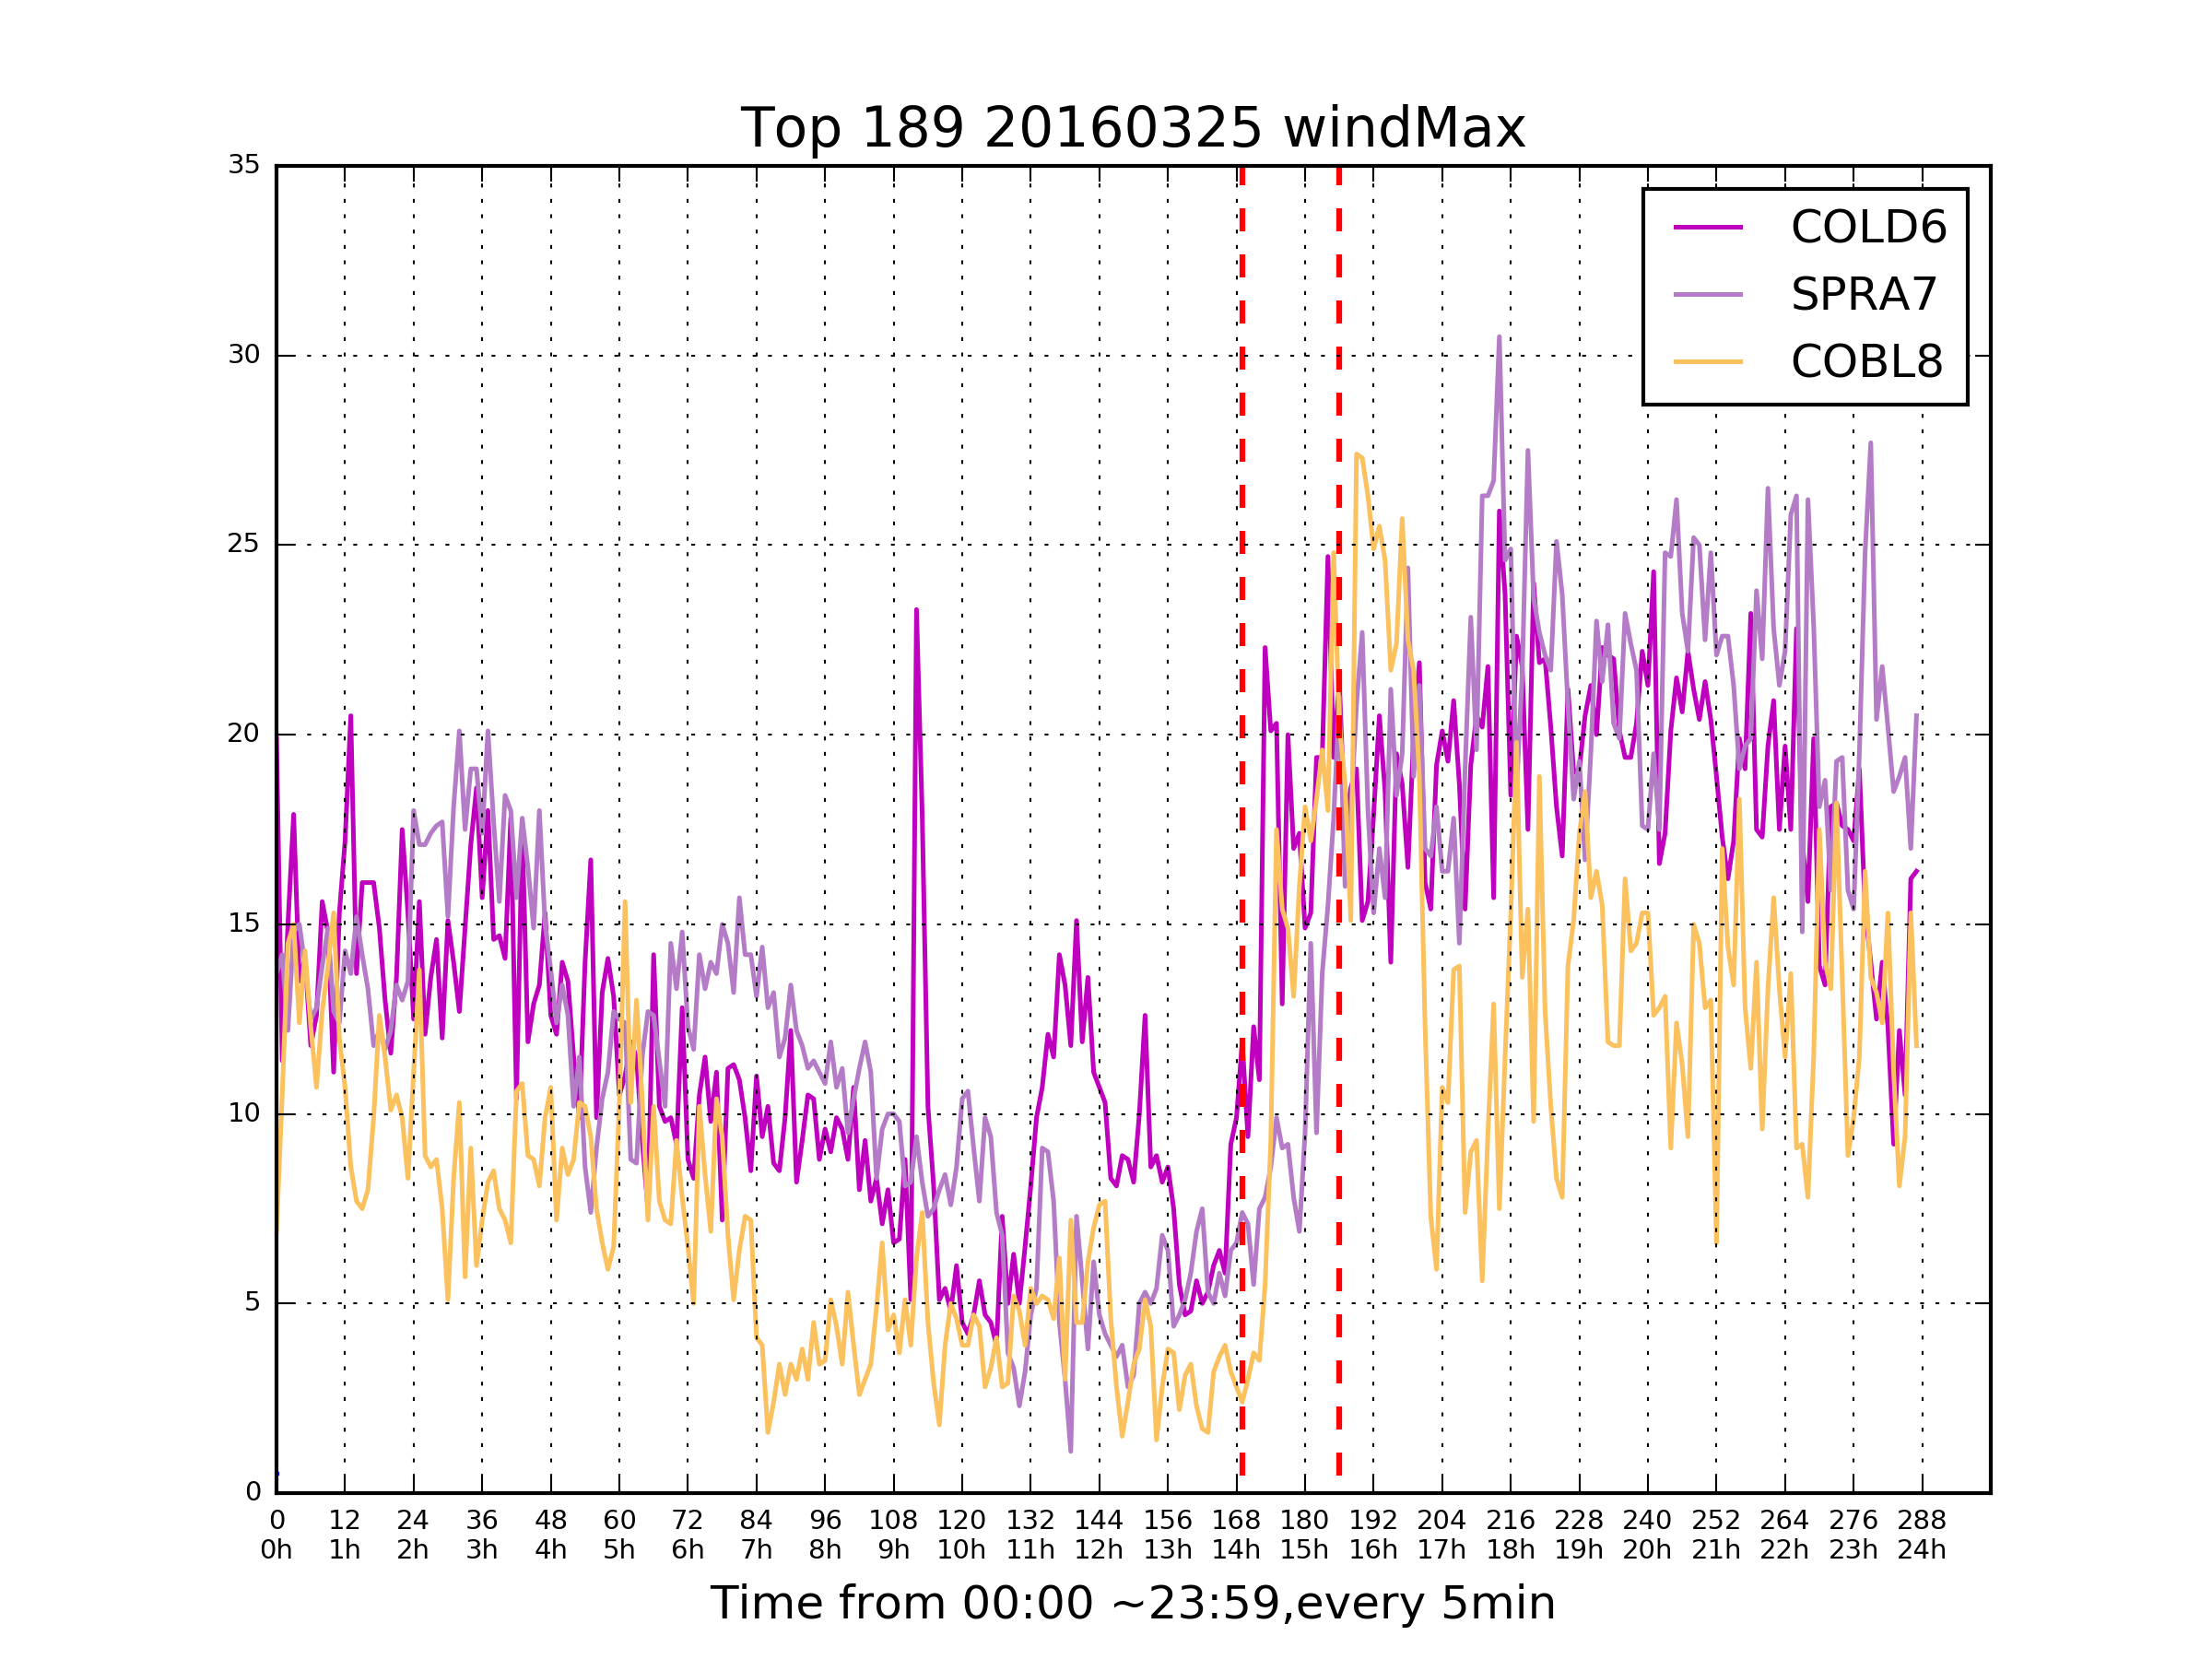 Top 189 20160325 windMax
35
30
25
20
15
10
5
0
COLD6
SPRA7
COBL8
0 12 24 36 48 60 72 84 96 108 120 132 144 156 168 180 192 204 216 228 240 252 264 276 288
0h 1h 2h 3h 4h 5h 6h 7h 8h 9h 10h 11h 12h 13h 14h 15h 16h 17h 18h 19h 20h 21h 22h 23h 24h
Time from 00:00 ~23:59,every 5min